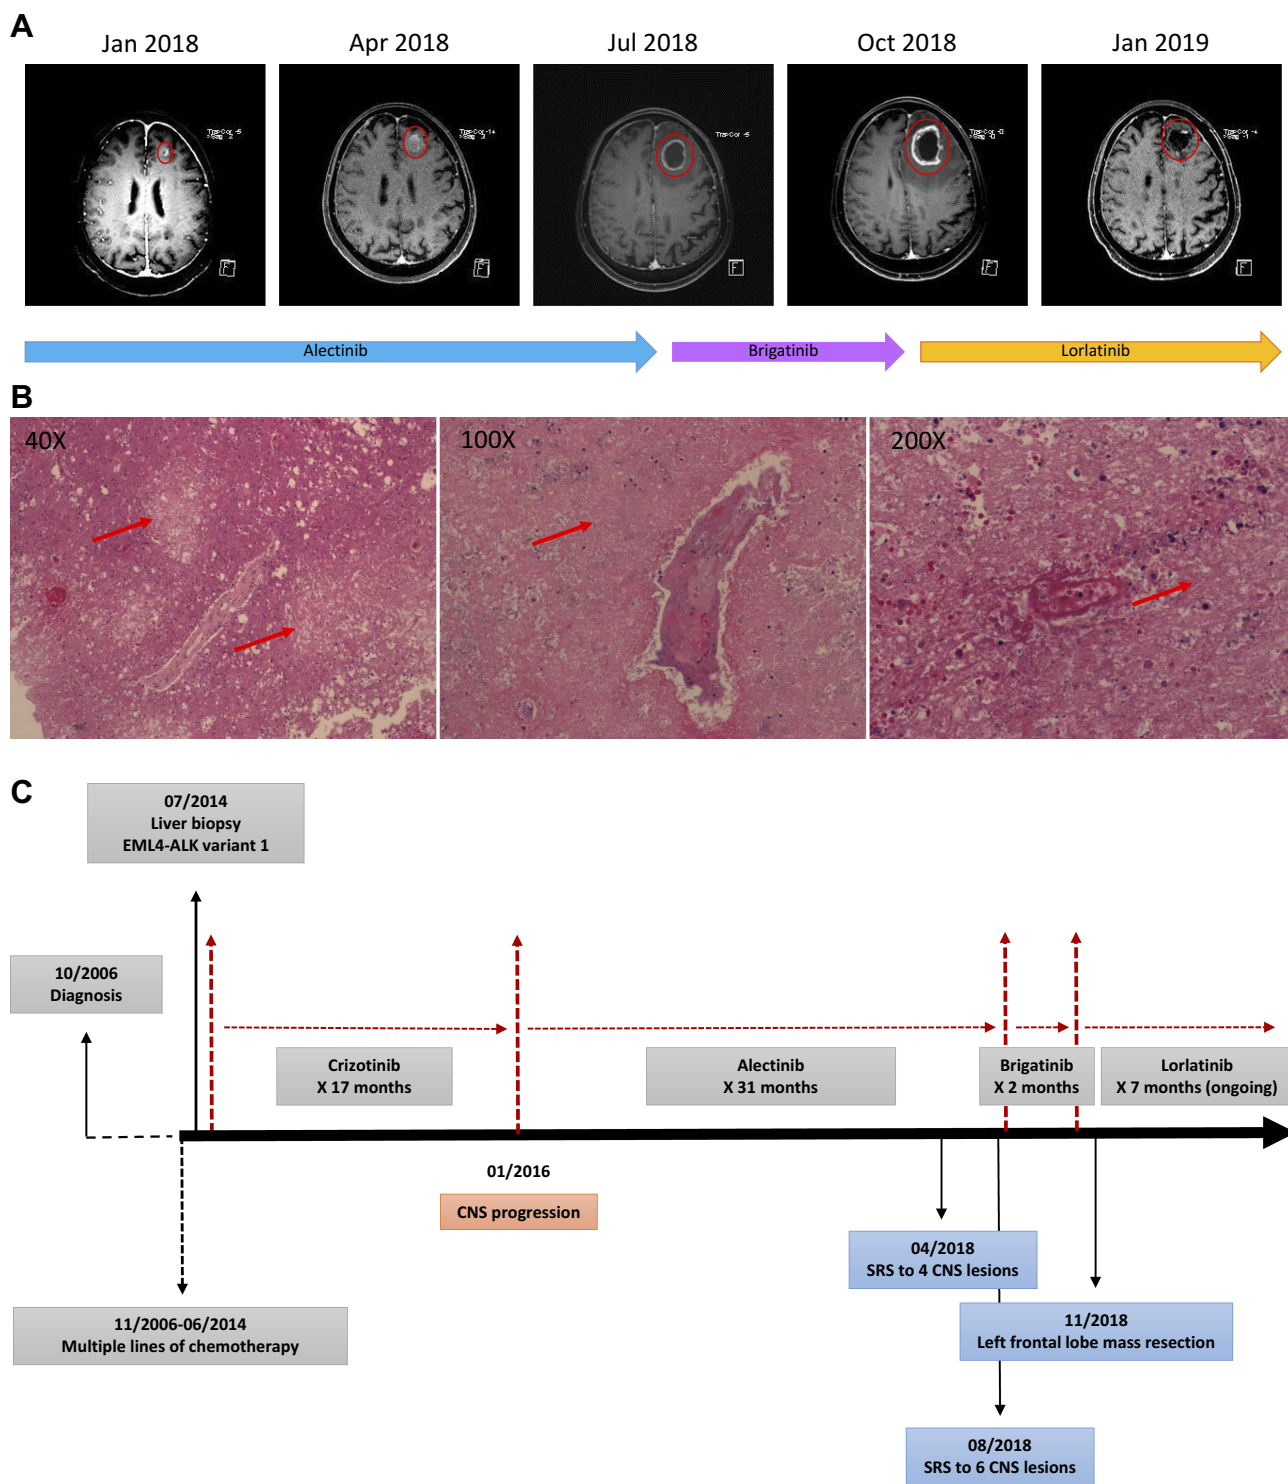 A
Jan 2018
Apr 2018
Jul 2018
Oct 2018
Jan 2019
F
F
F
F
F
Alectinib
Brigatinib
Lorlatinib
B
40X
100X
200X
C
07/2014
Liver biopsy
EML4-ALK variant 1
10/2006
Diagnosis
Crizotinib
X 17 months
Alectinib
X 31 months
Brigatinib
X 2 months
Lorlatinib
X 7 months (ongoing)
01/2016
CNS progression
04/2018
SRS to 4 CNS lesions
11/2006-06/2014
Multiple lines of chemotherapy
11/2018
Left frontal lobe mass resection
08/2018
SRS to 6 CNS lesions